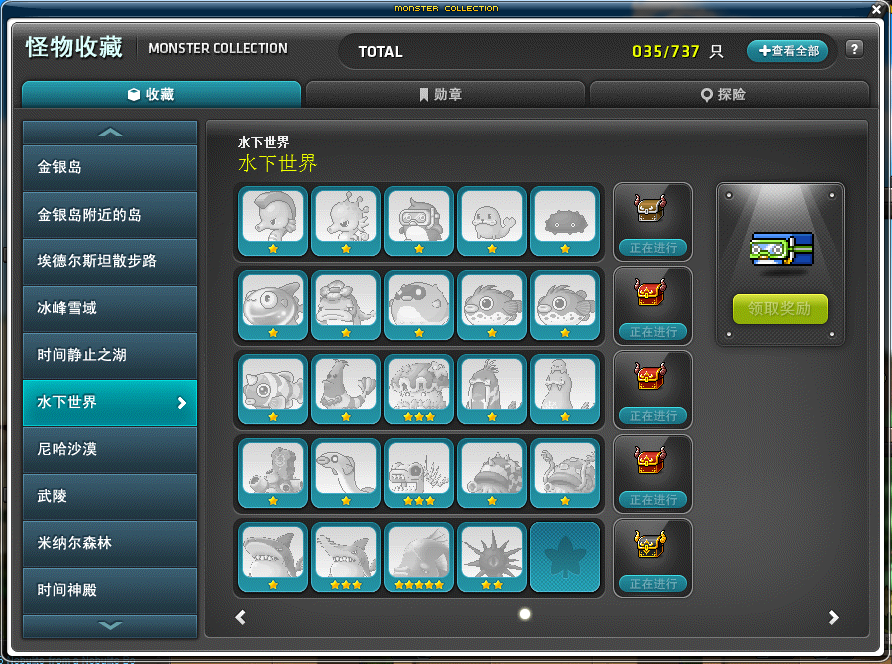 MONSTER COLLECTION
怪物收藏
MONSTER COLLECTION
TOTAL
035/737 只
+查看全部
?
收藏
勋章
探险
金银岛
金银岛附近的岛
埃德尔斯坦散步路
冰峰雪域
时间静止之湖
水下世界
尼哈沙漠
武陵
米纳尔森林
时间神殿
水下世界
水下世界
正在进行
正在进行
正在进行
正在进行
正在进行
领取奖励